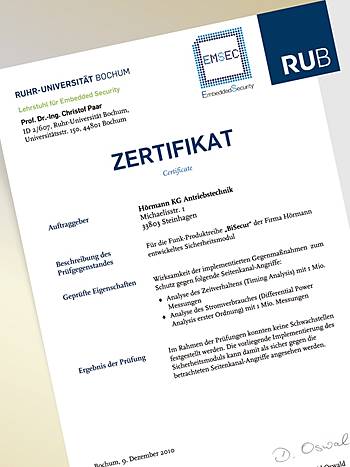 RUHR-UNIVERSITÄT BOCHUM
Lehrstuhl für Embedded Security
Prof. Dr.-Ing. Christof Paar
ID 2/607, Ruhr-Universität Bochum,
Universitätsstr. 150, 44801 Bochum
EMSEC
EmbeddedSecurity
RUB
ZERTIFIKAT
Certificate
Auftraggeber
Hörmann KG Antriebstechnik
Michaelisstr. 1
33803 Steinhagen
Beschreibung des
Prüfgegenstandes
Für die Funk-Produktreihe „BiSecur“ der Firma Hörmann
entwickeltes Sicherheitsmodul
Geprüfte Eigenschaften
Wirksamkeit der implementierten Gegenmaßnahmen zum
Schutz gegen folgende Seitenkanal-Angriffe:
• Analyse des Zeitverhaltens (Timing Analysis) mit 1 Mio.
Messungen
• Analyse des Stromverbrauches (Differential Power
Analysis erster Ordnung) mit 1 Mio. Messungen
Ergebnis der Prüfung
Im Rahmen der Prüfungen konnten keine Schwachstellen
festgestellt werden. Die vorliegende Implementierung des
Sicherheitsmoduls kann damit als sicher gegen die
betrachteten Seitenkanal-Angriffe angesehen werden.
Bochum, 9. Dezember 2010
D. Oswal
Oswald